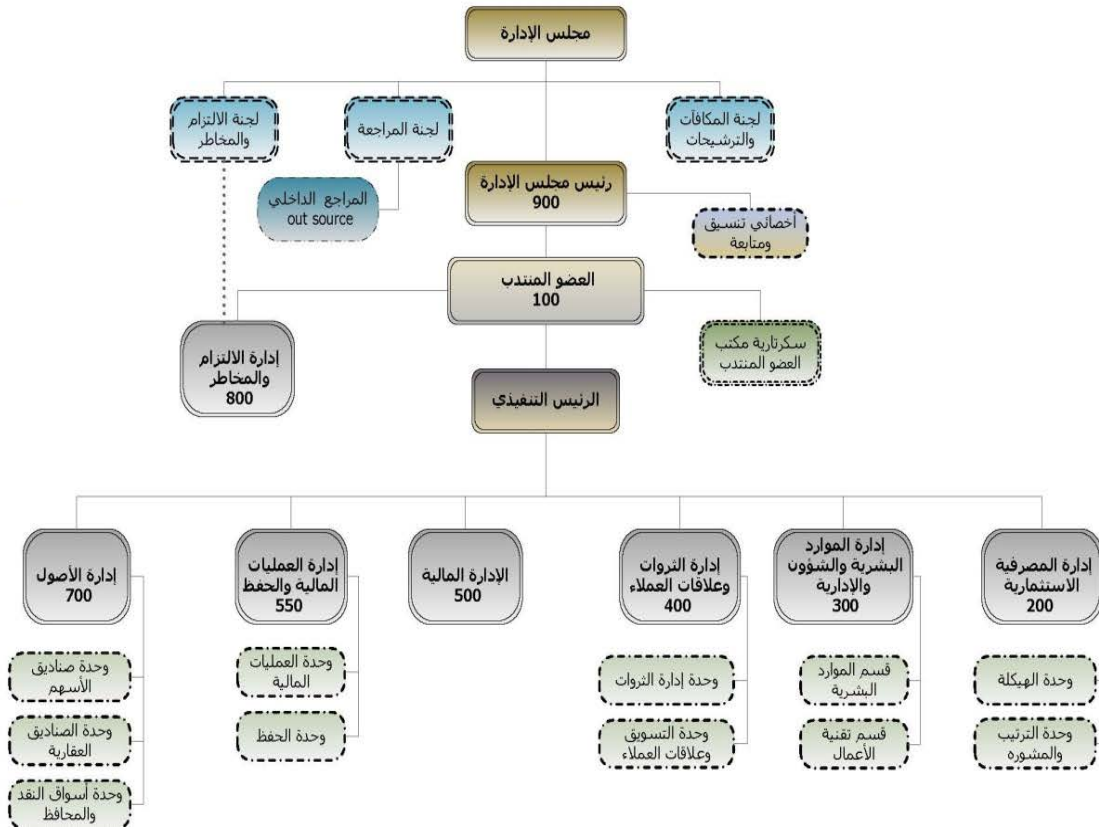 مجلس الإدارة
لجنة المكافآت
والترشيحات
لجنة المراجعة
لجنة الالتزام
والمخاطر
رئيس مجلس الإدارة
900
المراجع الداخلي
out source
أخصائي تنسيق
ومتابعة
العضو المنتدب
100
سكرتارية مكتب
العضو المنتدب
إدارة الالتزام
والمخاطر
800
الرئيس التنفيذي
إدارة المصرفية
الاستثمارية
200
إدارة الموارد
البشرية والشؤون
والإدارية
300
إدارة الثروات
وعلاقات العملاء
400
الإدارة المالية
500
إدارة العمليات
المالية والحفظ
550
إدارة الأصول
700
وحدة الهيكلة
وحدة الترتيب
والمشوره
قسم الموارد
البشرية
قسم تقنية
الأعمال
وحدة إدارة الثروات
وحدة التسويق
وعلاقات العملاء
وحدة العمليات
المالية
وحدة الحفظ
وحدة صناديق
الأسهم
وحدة الصناديق
العقارية
وحدة أسواق النقد
والمحافظ